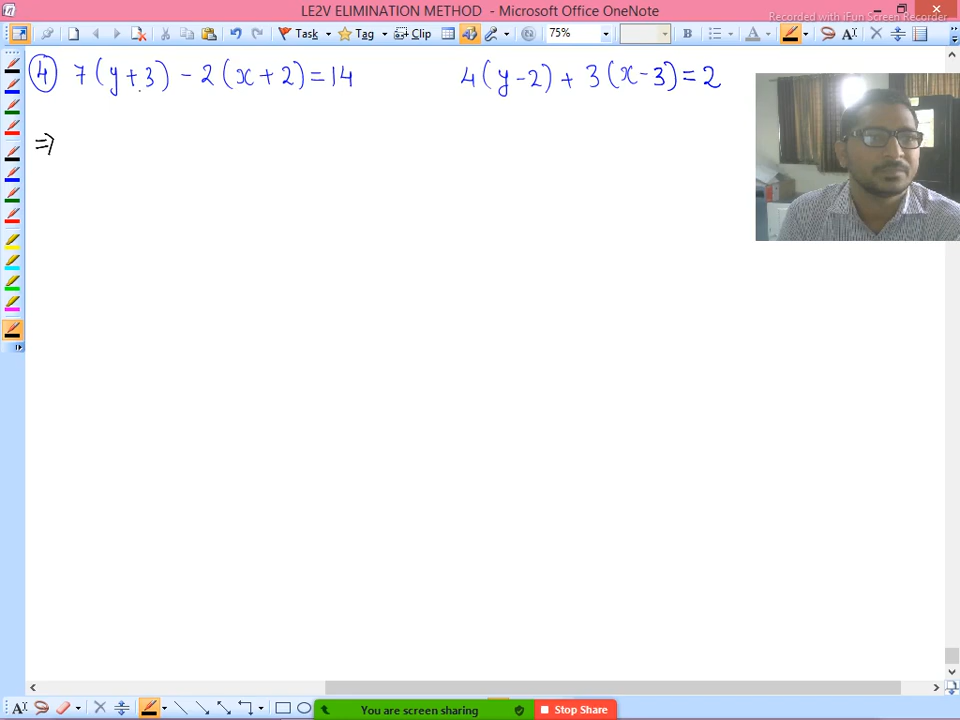 LE2V ELIMINATION METHOD - Microsoft Office OneNote
Recorded with iFun Screen Recorder
Task Tag Clip 75% B A
④ 7(y+3) - 2(x+2) = 14 4(y-2) + 3(x-3) = 2
⇒
You are screen sharing Stop Share